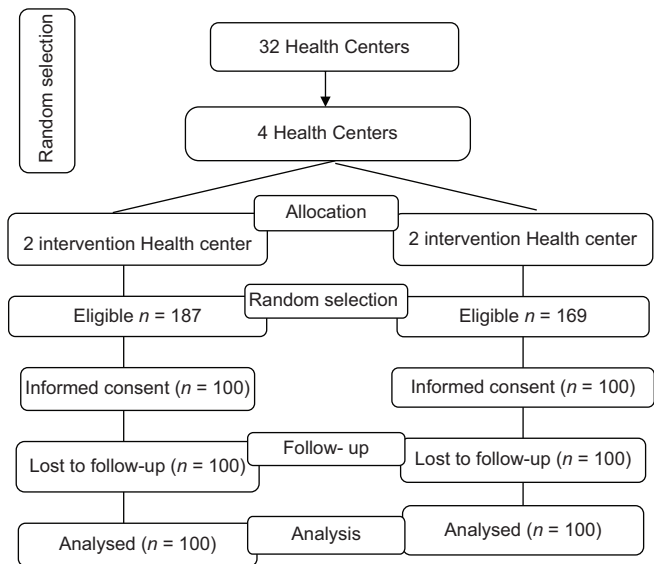 Random selection
32 Health Centers
4 Health Centers
Allocation
2 intervention Health center
2 intervention Health center
Random selection
Eligible n = 187
Eligible n = 169
Informed consent (n = 100)
Informed consent (n = 100)
Follow- up
Lost to follow-up (n = 100)
Lost to follow-up (n = 100)
Analysis
Analysed (n = 100)
Analysed (n = 100)